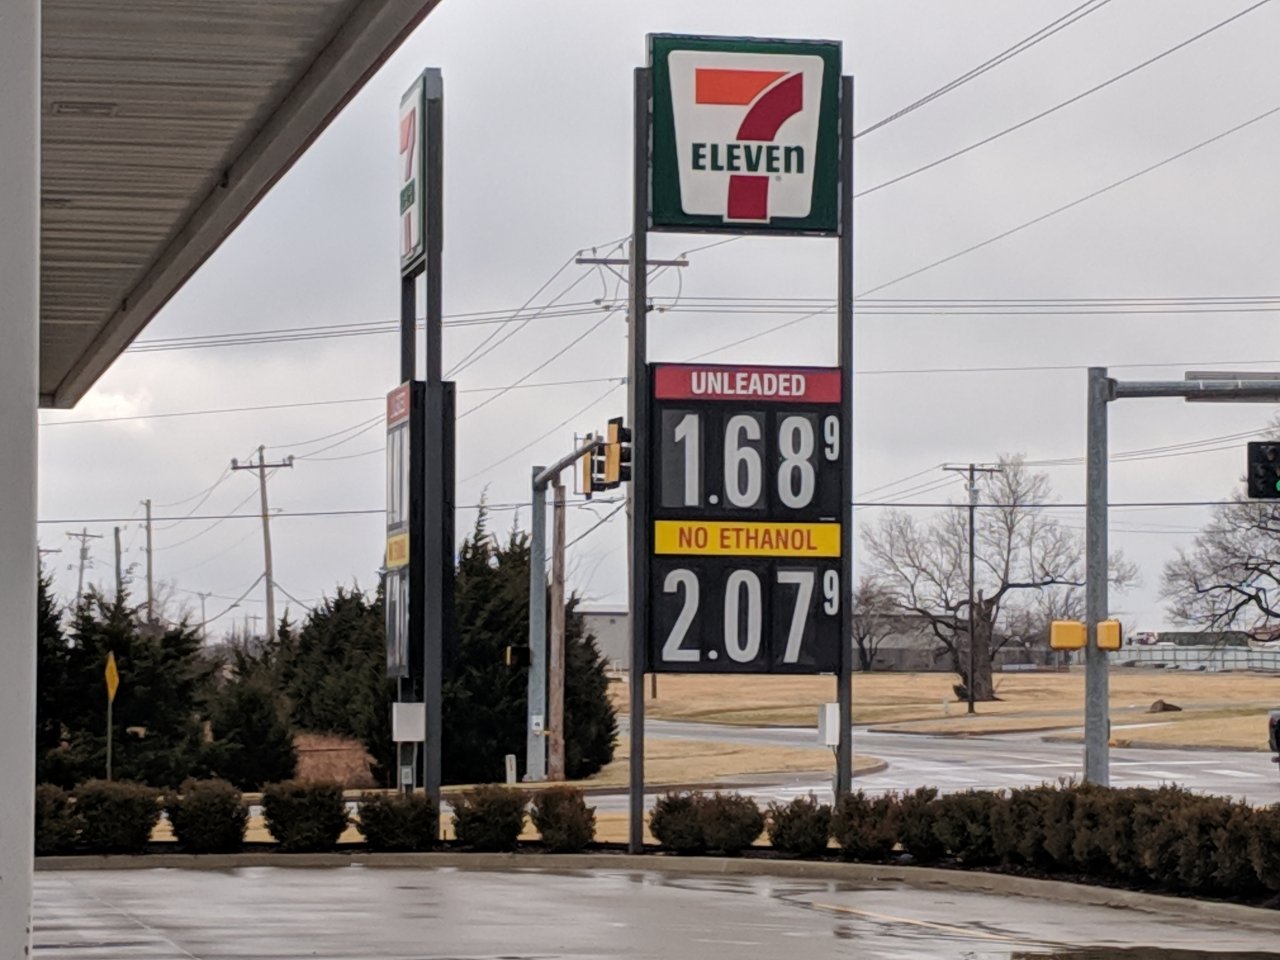 7
ELEVEn
UNLEADED
1.68 9
NO ETHANOL
2.07 9